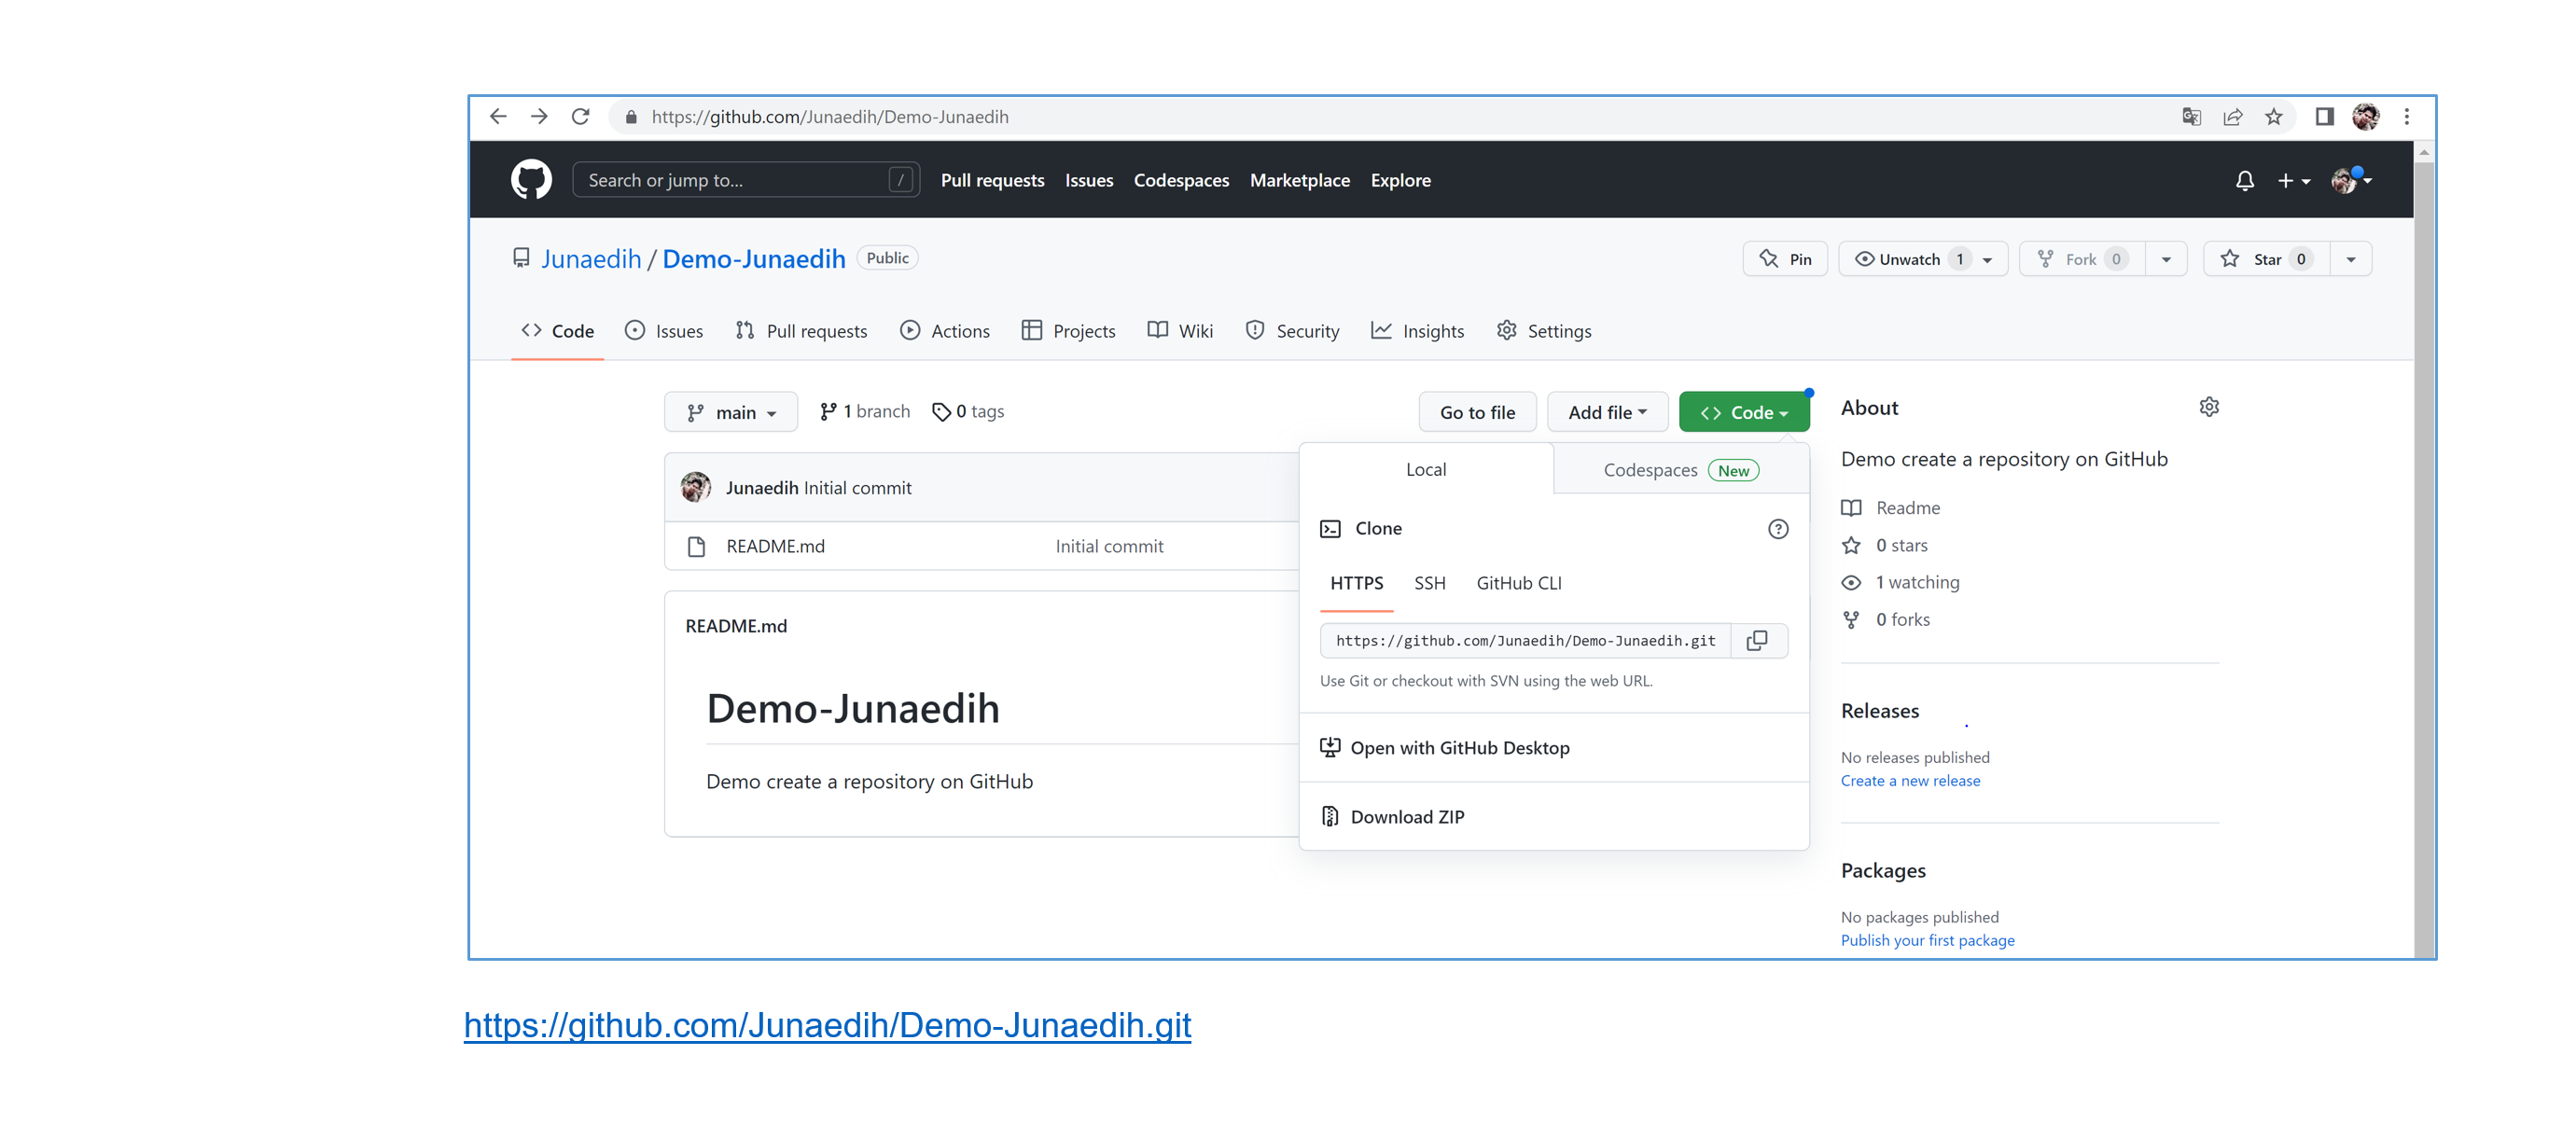 https://github.com/Junaedih/Demo-Junaedih
Search or jump to... / Pull requests Issues Codespaces Marketplace Explore
Junaedih / Demo-Junaedih Public Pin Unwatch 1 Fork 0 Star 0
Code Issues Pull requests Actions Projects Wiki Security Insights Settings
main 1 branch 0 tags Go to file Add file Code
Junaedih Initial commit
README.md Initial commit
README.md
Demo-Junaedih
Demo create a repository on GitHub
Local Codespaces New
Clone
HTTPS SSH GitHub CLI
https://github.com/Junaedih/Demo-Junaedih.git
Use Git or checkout with SVN using the web URL.
Open with GitHub Desktop
Download ZIP
About
Demo create a repository on GitHub
Readme
0 stars
1 watching
0 forks
Releases
No releases published
Create a new release
Packages
No packages published
Publish your first package
https://github.com/Junaedih/Demo-Junaedih.git